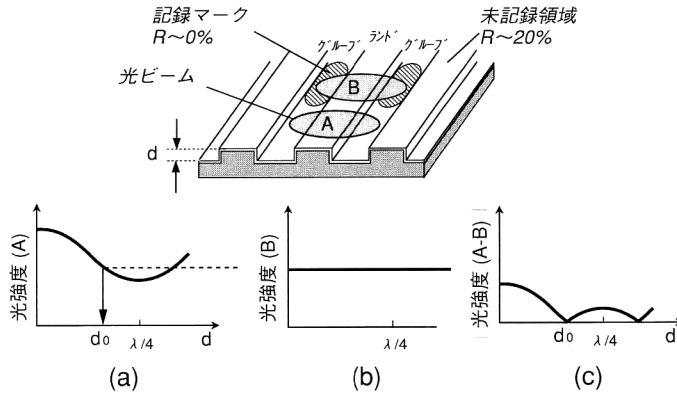 記録マーク
R～0%
グルーブ ランド グルーブ
未記録領域
R～20%
光ビーム
B
A
d
光強度 (A)
d0 λ/4 d
(a)
光強度 (B)
λ/4
(b)
光強度 (A-B)
d0 λ/4 d
(c)